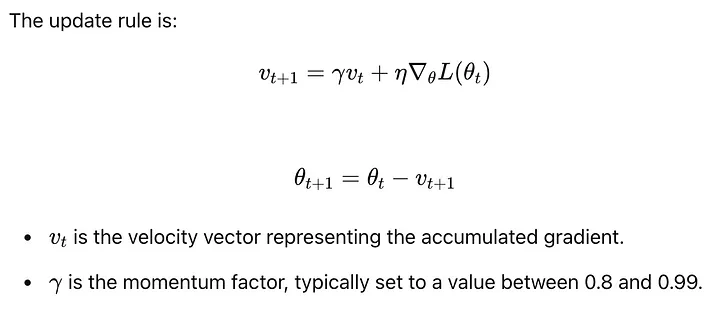 The update rule is:
v_{t+1} = γv_t + η∇_θL(θ_t)
θ_{t+1} = θ_t − v_{t+1}
• v_t is the velocity vector representing the accumulated gradient.
• γ is the momentum factor, typically set to a value between 0.8 and 0.99.